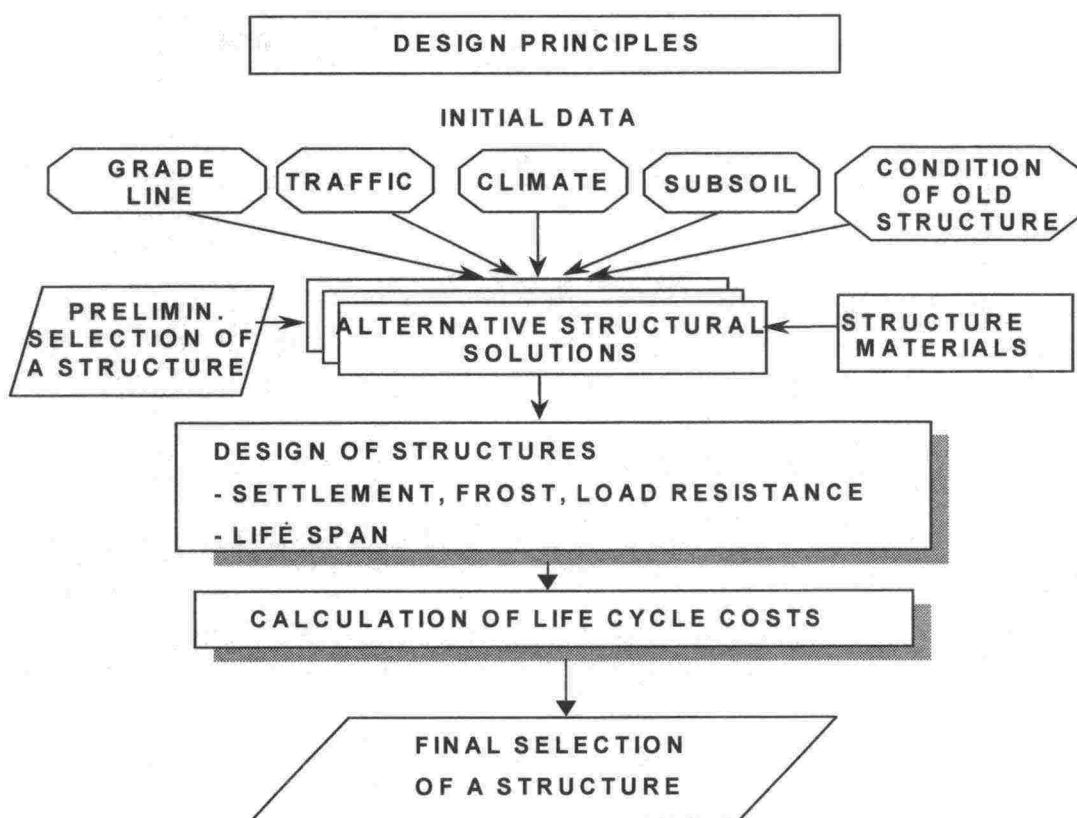 DESIGN PRINCIPLES
INITIAL DATA
GRADE
LINE
TRAFFIC
CLIMATE
SUBSOIL
CONDITION
OF OLD
STRUCTURE
PRELIMIN.
SELECTION OF
A STRUCTURE
ALTERNATIVE STRUCTURAL
SOLUTIONS
STRUCTURE
MATERIALS
DESIGN OF STRUCTURES
- SETTLEMENT, FROST, LOAD RESISTANCE
- LIFE SPAN
CALCULATION OF LIFE CYCLE COSTS
FINAL SELECTION
OF A STRUCTURE